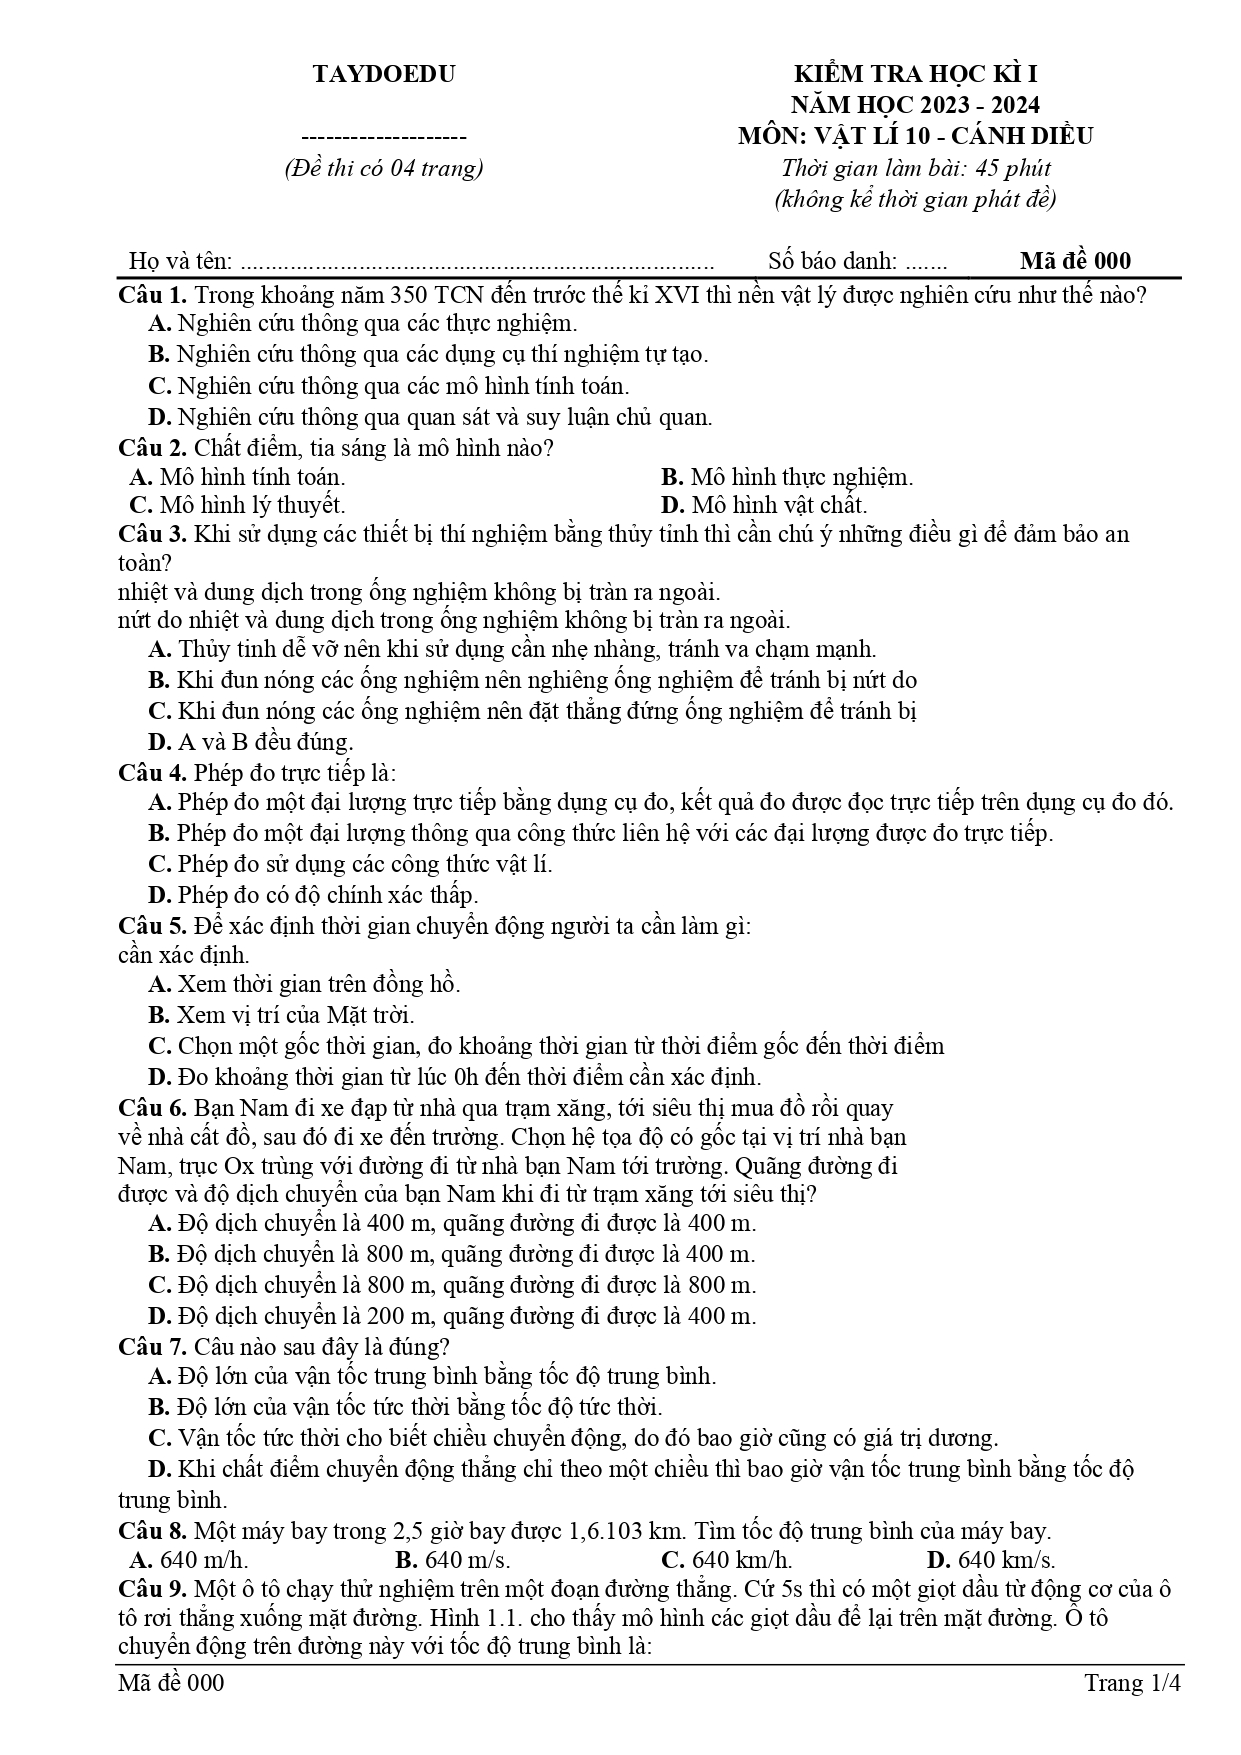 TAYDOEDU
--------------------
(Đề thi có 04 trang)
KIỂM TRA HỌC KÌ I
NĂM HỌC 2023 - 2024
MÔN: VẬT LÍ 10 - CÁNH DIỀU
Thời gian làm bài: 45 phút
(không kể thời gian phát đề)
Họ và tên: ............................................................................ Số báo danh: ....... Mã đề 000
Câu 1. Trong khoảng năm 350 TCN đến trước thế kỉ XVI thì nền vật lý được nghiên cứu như thế nào?
A. Nghiên cứu thông qua các thực nghiệm.
B. Nghiên cứu thông qua các dụng cụ thí nghiệm tự tạo.
C. Nghiên cứu thông qua các mô hình tính toán.
D. Nghiên cứu thông qua quan sát và suy luận chủ quan.
Câu 2. Chất điểm, tia sáng là mô hình nào?
A. Mô hình tính toán. B. Mô hình thực nghiệm.
C. Mô hình lý thuyết. D. Mô hình vật chất.
Câu 3. Khi sử dụng các thiết bị thí nghiệm bằng thủy tinh thì cần chú ý những điều gì để đảm bảo an
toàn?
nhiệt và dung dịch trong ống nghiệm không bị tràn ra ngoài.
nứt do nhiệt và dung dịch trong ống nghiệm không bị tràn ra ngoài.
A. Thủy tinh dễ vỡ nên khi sử dụng cần nhẹ nhàng, tránh va chạm mạnh.
B. Khi đun nóng các ống nghiệm nên nghiêng ống nghiệm để tránh bị nứt do
C. Khi đun nóng các ống nghiệm nên đặt thẳng đứng ống nghiệm để tránh bị
D. A và B đều đúng.
Câu 4. Phép đo trực tiếp là:
A. Phép đo một đại lượng trực tiếp bằng dụng cụ đo, kết quả đo được đọc trực tiếp trên dụng cụ đo đó.
B. Phép đo một đại lượng thông qua công thức liên hệ với các đại lượng được đo trực tiếp.
C. Phép đo sử dụng các công thức vật lí.
D. Phép đo có độ chính xác thấp.
Câu 5. Để xác định thời gian chuyển động người ta cần làm gì:
cần xác định.
A. Xem thời gian trên đồng hồ.
B. Xem vị trí của Mặt trời.
C. Chọn một gốc thời gian, đo khoảng thời gian từ thời điểm gốc đến thời điểm
D. Đo khoảng thời gian từ lúc 0h đến thời điểm cần xác định.
Câu 6. Bạn Nam đi xe đạp từ nhà qua trạm xăng, tới siêu thị mua đồ rồi quay
về nhà cất đồ, sau đó đi xe đến trường. Chọn hệ tọa độ có gốc tại vị trí nhà bạn
Nam, trục Ox trùng với đường đi từ nhà bạn Nam tới trường. Quãng đường đi
được và độ dịch chuyển của bạn Nam khi đi từ trạm xăng tới siêu thị?
A. Độ dịch chuyển là 400 m, quãng đường đi được là 400 m.
B. Độ dịch chuyển là 800 m, quãng đường đi được là 400 m.
C. Độ dịch chuyển là 800 m, quãng đường đi được là 800 m.
D. Độ dịch chuyển là 200 m, quãng đường đi được là 400 m.
Câu 7. Câu nào sau đây là đúng?
A. Độ lớn của vận tốc trung bình bằng tốc độ trung bình.
B. Độ lớn của vận tốc tức thời bằng tốc độ tức thời.
C. Vận tốc tức thời cho biết chiều chuyển động, do đó bao giờ cũng có giá trị dương.
D. Khi chất điểm chuyển động thẳng chỉ theo một chiều thì bao giờ vận tốc trung bình bằng tốc độ
trung bình.
Câu 8. Một máy bay trong 2,5 giờ bay được 1,6.103 km. Tìm tốc độ trung bình của máy bay.
A. 640 m/h. B. 640 m/s. C. 640 km/h. D. 640 km/s.
Câu 9. Một ô tô chạy thử nghiệm trên một đoạn đường thẳng. Cứ 5s thì có một giọt dầu từ động cơ của ô
tô rơi thẳng xuống mặt đường. Hình 1.1. cho thấy mô hình các giọt dầu để lại trên mặt đường. Ô tô
chuyển động trên đường này với tốc độ trung bình là:
Mã đề 000 Trang 1/4